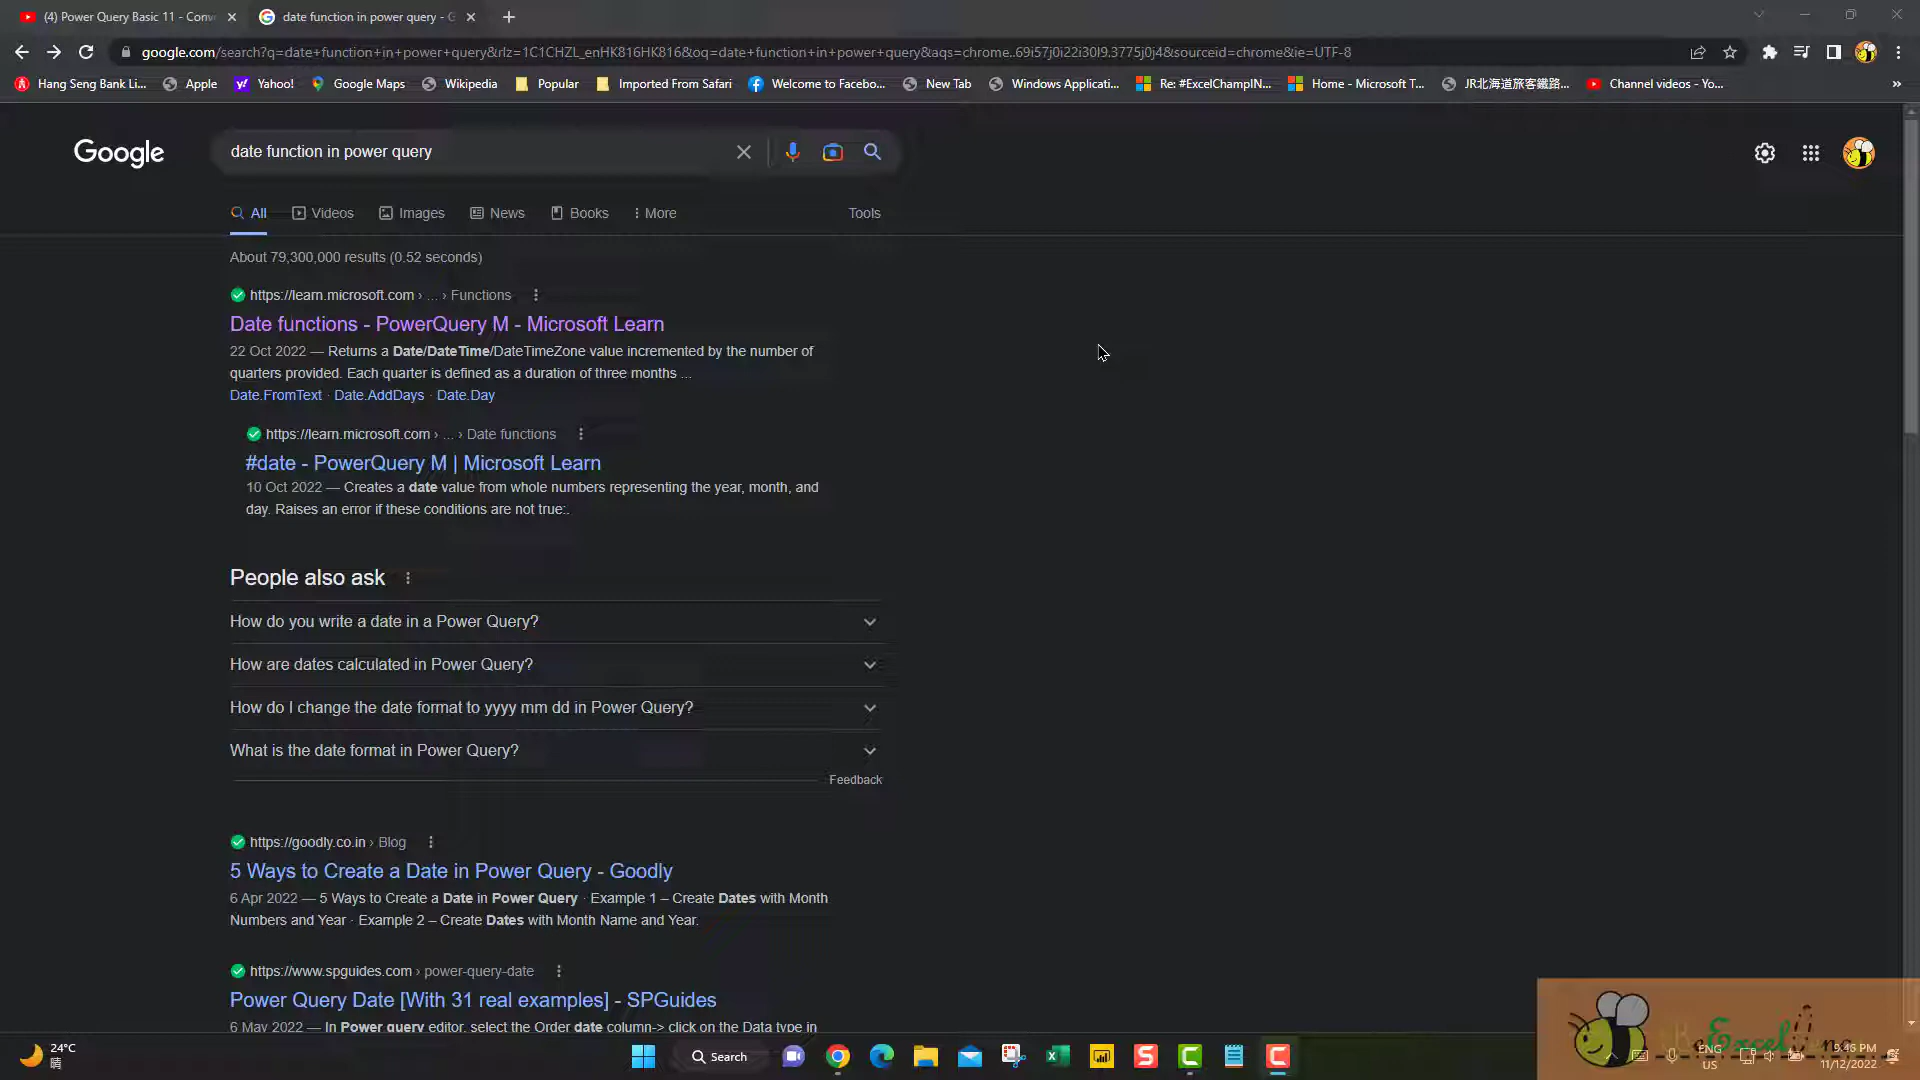 (4) Power Query Basic 11 - Conv
date function in power query - G
google.com/search?q=date+function+in+power+query&rlz=1C1CHZL_enHK816HK816&oq=date+function+in+power+query&aqs=chrome..69i57j0i22i30l9.3775j0j4&sourceid=chrome&ie=UTF-8
Hang Seng Bank Li...
Apple
Yahoo!
Google Maps
Wikipedia
Popular
Imported From Safari
Welcome to Facebo...
New Tab
Windows Applicati...
Re: #ExcelChampIN...
Home - Microsoft T...
JR北海道旅客鐵路...
Channel videos - Yo...
»
Google
date function in power query
All
Videos
Images
News
Books
More
Tools
About 79,300,000 results (0.52 seconds)
https://learn.microsoft.com › ... › Functions
Date functions - PowerQuery M - Microsoft Learn
22 Oct 2022 — Returns a Date/DateTime/DateTimeZone value incremented by the number of
quarters provided. Each quarter is defined as a duration of three months ...
Date.FromText · Date.AddDays · Date.Day
https://learn.microsoft.com › ... › Date functions
#date - PowerQuery M | Microsoft Learn
10 Oct 2022 — Creates a date value from whole numbers representing the year, month, and
day. Raises an error if these conditions are not true:.
People also ask
How do you write a date in a Power Query?
How are dates calculated in Power Query?
How do I change the date format to yyyy mm dd in Power Query?
What is the date format in Power Query?
Feedback
https://goodly.co.in › Blog
5 Ways to Create a Date in Power Query - Goodly
6 Apr 2022 — 5 Ways to Create a Date in Power Query · Example 1 – Create Dates with Month
Numbers and Year · Example 2 – Create Dates with Month Name and Year.
https://www.spguides.com › power-query-date
Power Query Date [With 31 real examples] - SPGuides
6 May 2022 — In Power query editor, select the Order date column-> click on the Data type in
24°C
晴
Search
ENG
US
9:46 PM
11/12/2022